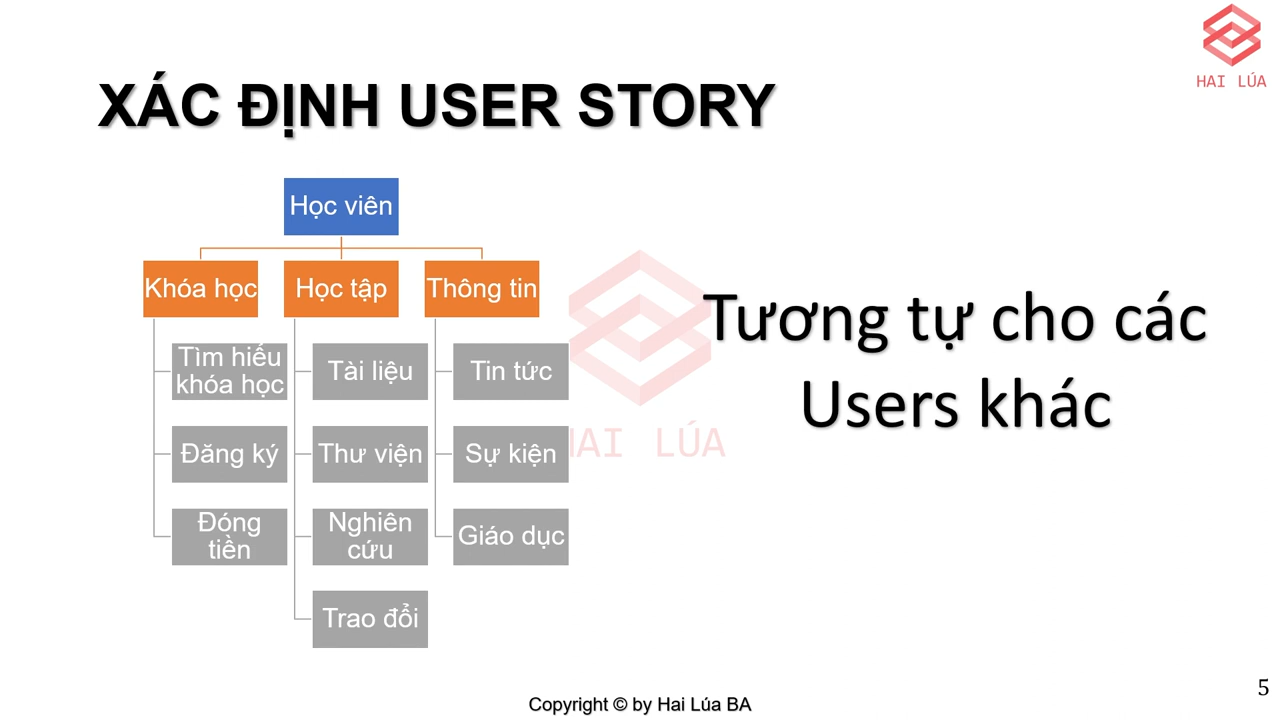 HAI LÚA
XÁC ĐỊNH USER STORY
Học viên
Khóa học
Tìm hiểu
khóa học
Đăng ký
Đóng
tiền
Học tập
Tài liệu
Thư viện
Nghiên
cứu
Trao đổi
Thông tin
Tin tức
Sự kiện
Giáo dục
HAI LÚA
Tương tự cho các
Users khác
Copyright © by Hai Lúa BA
5